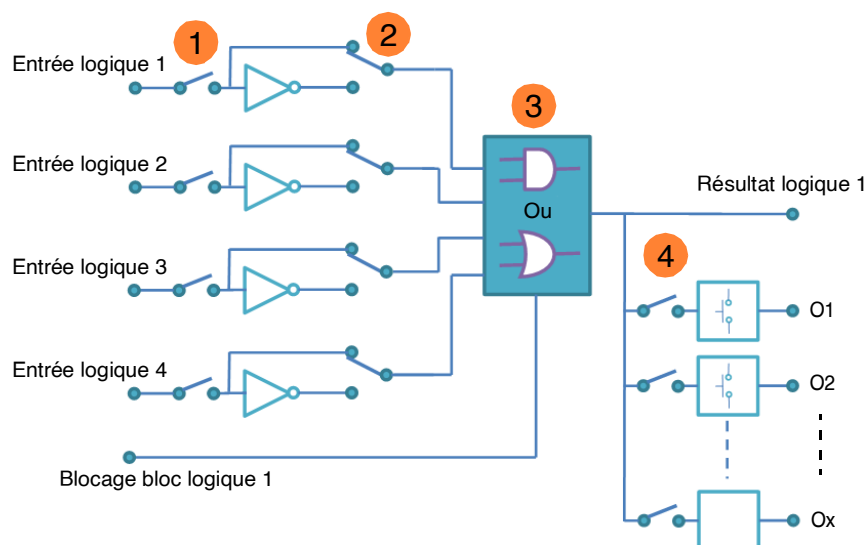 1
2
Entrée logique 1
3
Entrée logique 2
Résultat logique 1
Ou
Entrée logique 3
4
O1
Entrée logique 4
O2
Blocage bloc logique 1
Ox